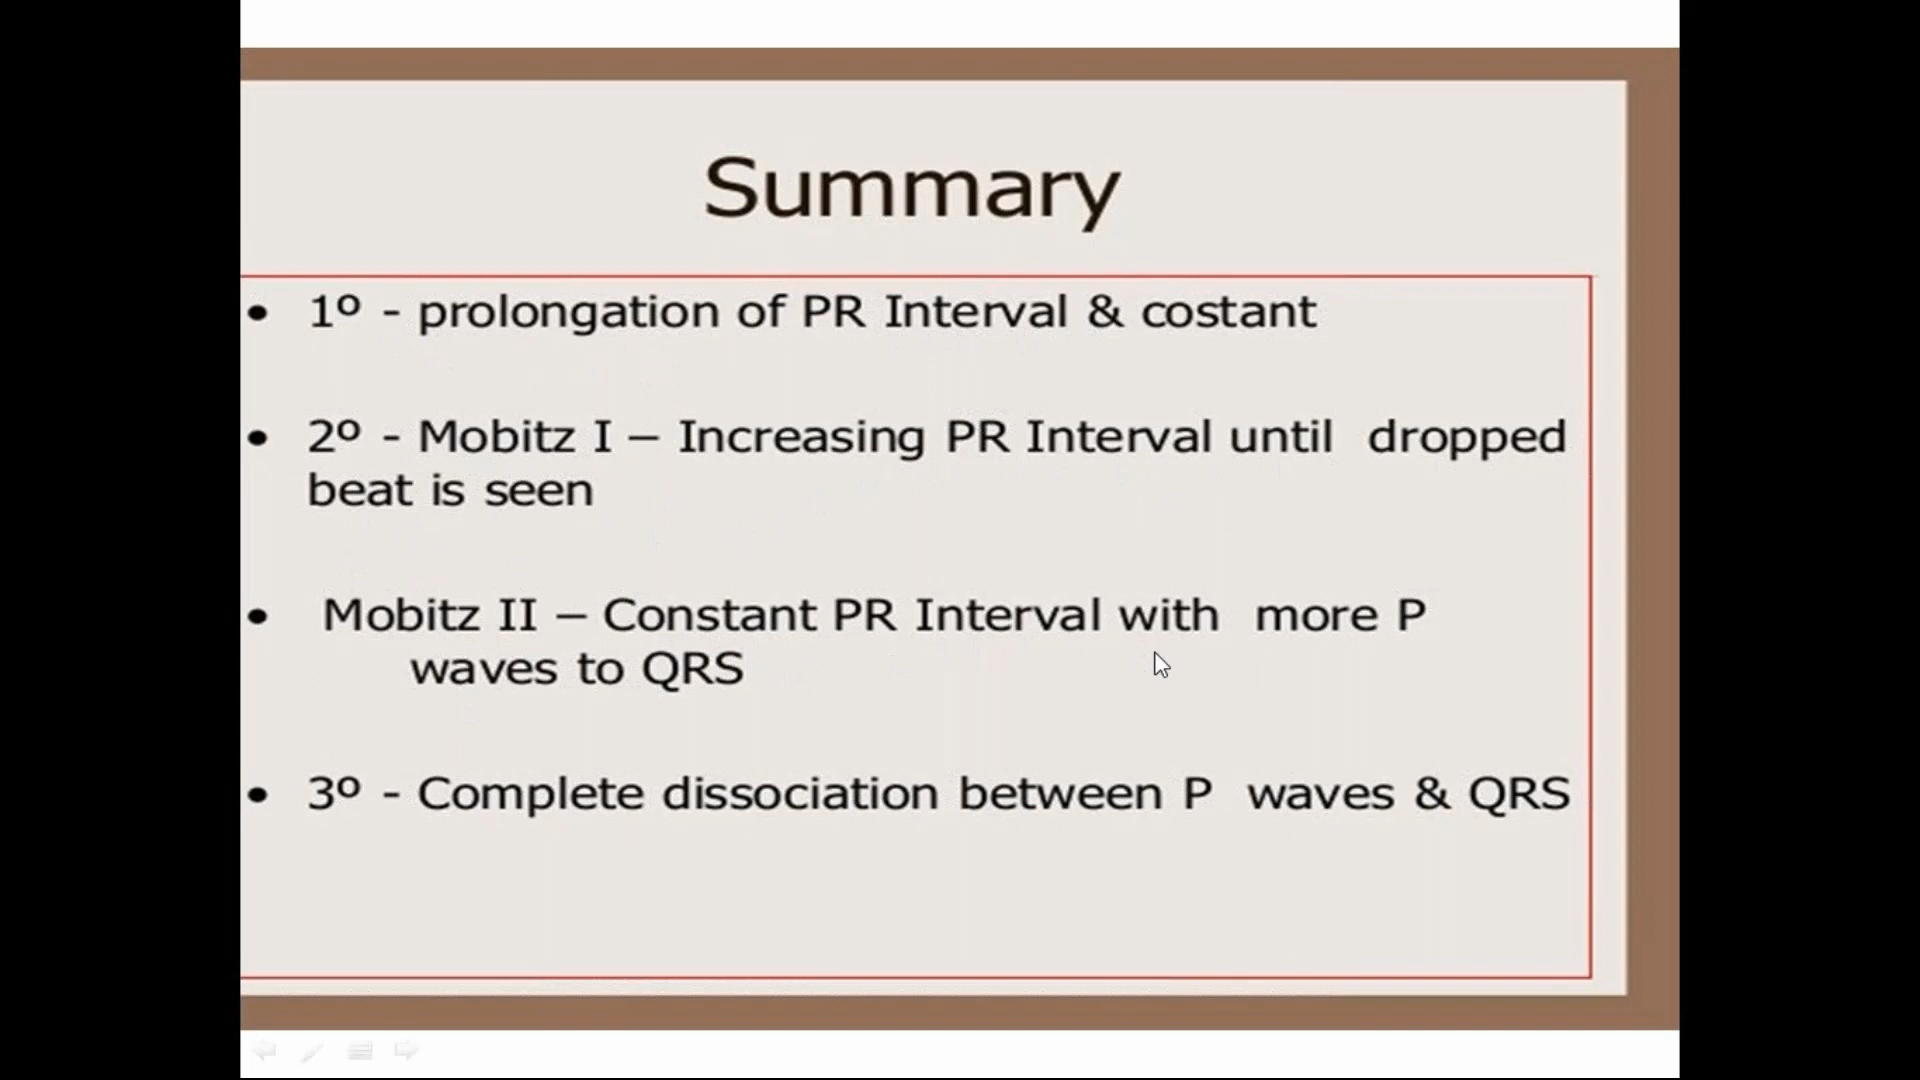 Summary
• 1º - prolongation of PR Interval & costant
• 2º - Mobitz I – Increasing PR Interval until dropped
beat is seen
• Mobitz II – Constant PR Interval with more P
waves to QRS
• 3º - Complete dissociation between P waves & QRS